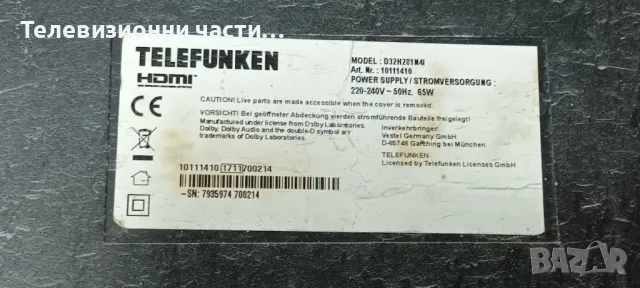 Телевизионни части...
TELEFUNKEN
HDMI
MODEL : D32H281N4I
Art. Nr. : 10111410
POWER SUPPLY / STROMVERSORGUNG :
220-240V ~ 50Hz. 65W
CAUTION! Live parts are made accessible when the cover is removed.
VORSICHT! Bei geöffneter Abdeckung werden stromführende Bauteile freigelegt!
Manufactured under license from Dolby Laboratories.
Dolby, Dolby Audio and the double-D symbol are
trademarks of Dolby Laboratories.
Inverkehrbringer:
Vestel Germany GmbH
D-85748 Garching bei München
TELEFUNKEN
Licensed by Telefunken Licenses GmbH
10111410 1711 700214
-SN: 7935974 700214
BAZAR